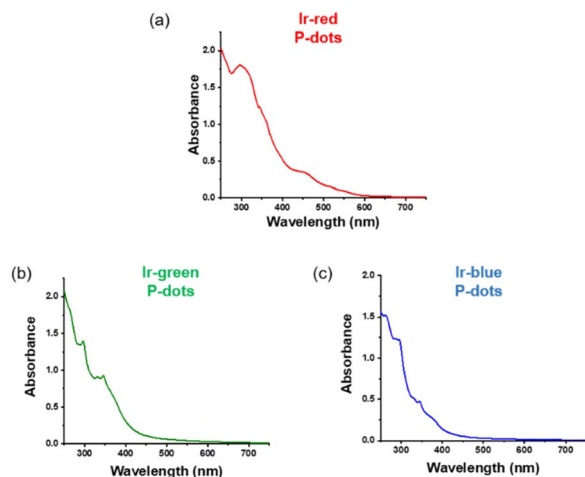 (a)
Ir-red
P-dots
2.0
1.5
1.0
0.5
0.0
Absorbance
300 400 500 600 700
Wavelength (nm)
(b)
Ir-green
P-dots
2.0
1.5
1.0
0.5
0.0
Absorbance
300 400 500 600 700
Wavelength (nm)
(c)
Ir-blue
P-dots
2.0
1.5
1.0
0.5
0.0
Absorbance
300 400 500 600 700
Wavelength (nm)